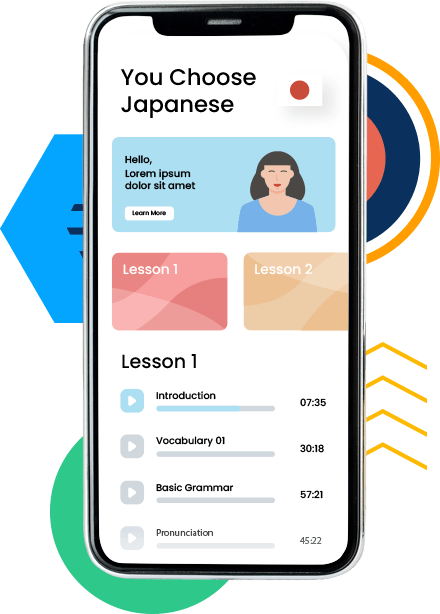 You Choose
Japanese
Hello,
Lorem ipsum
dolor sit amet
Learn More
Lesson 1
Lesson 2
Lesson 1
Introduction
07:35
Vocabulary 01
30:18
Basic Grammar
57:21
Pronunciation
45:22